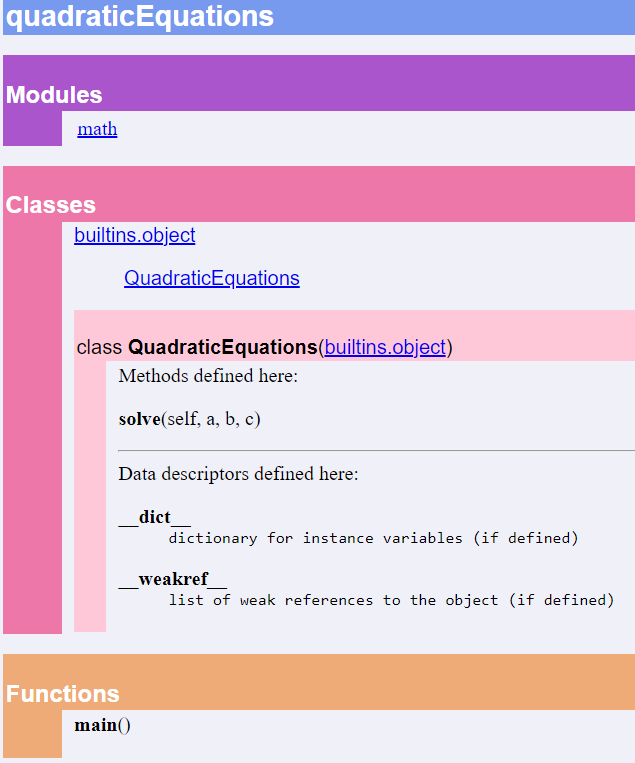 quadraticEquations
Modules
math
Classes
builtins.object
QuadraticEquations
class QuadraticEquations(builtins.object)
Methods defined here:
solve(self, a, b, c)
Data descriptors defined here:
__dict__
dictionary for instance variables (if defined)
__weakref__
list of weak references to the object (if defined)
Functions
main()